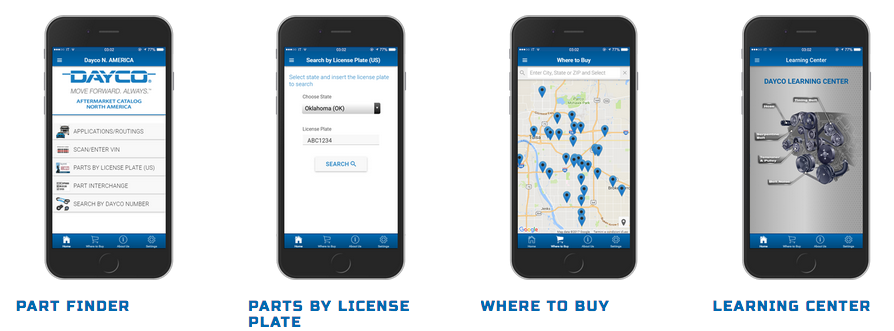 03:02
77%
Dayco N. AMERICA
DAYCO
MOVE FORWARD. ALWAYS.™
AFTERMARKET CATALOG
NORTH AMERICA
APPLICATIONS/ROUTINGS
SCAN/ENTER VIN
PARTS BY LICENSE PLATE (US)
PART INTERCHANGE
SEARCH BY DAYCO NUMBER
Home
Where to Buy
About Us
Settings
PART FINDER
03:02
77%
Search by License Plate (US)
Select state and insert the license plate
to search
Choose State
Oklahoma (OK)
License Plate
ABC1234
SEARCH
Home
Where to Buy
About Us
Settings
PARTS BY LICENSE
PLATE
03:02
77%
Where to Buy
Enter City, State or ZIP and Select
Google
Home
Where to Buy
About Us
Settings
WHERE TO BUY
03:02
77%
Learning Center
DAYCO LEARNING CENTER
Home
Where to Buy
About Us
Settings
LEARNING CENTER